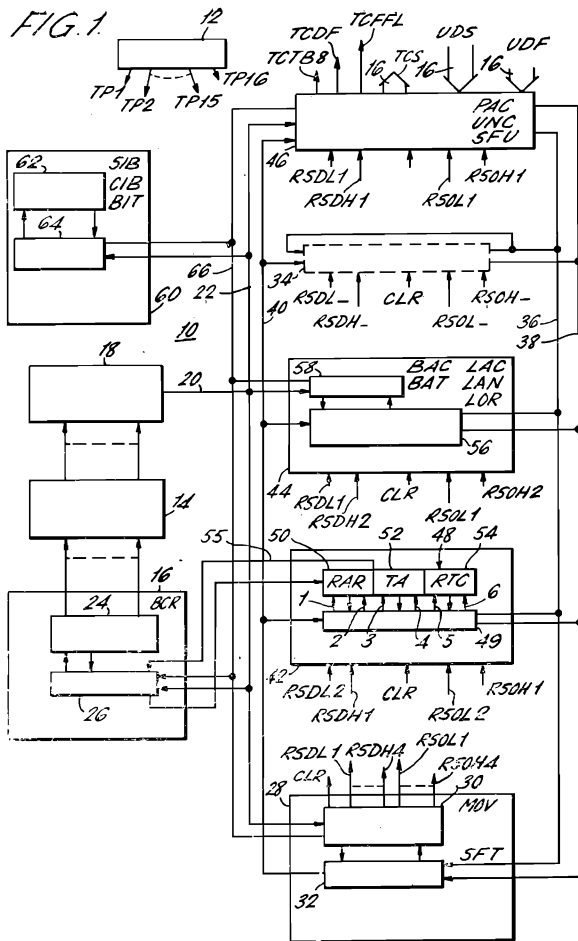 FIG. 1.
12
TP1
TP2
TP15
TP16
TCTB8
TCDF
TCFFL
16
TCS
UDS
16
UDF
16
PAC
UNC
SFU
46
RSDL1
RSDH1
RSOL1
RSOH1
62
SIB
CIB
BIT
64
60
66
22
40
34
RSDL_
RSDH_
CLR
RSOL_
RSOH_
36
38
10
18
20
58
BAC
BAT
LAC
LAN
LOR
56
44
RSDL1
RSDH2
CLR
RSOL1
RSOH2
14
55
50
52
48
54
RAR
TA
RTC
1
2
3
4
5
6
49
42
RSDL2
RSDH1
CLR
RSOL2
RSOH1
16
BCR
24
26
CLR
RSDL1
RSDH4
RSOL1
RSOH4
28
30
MOV
SFT
32